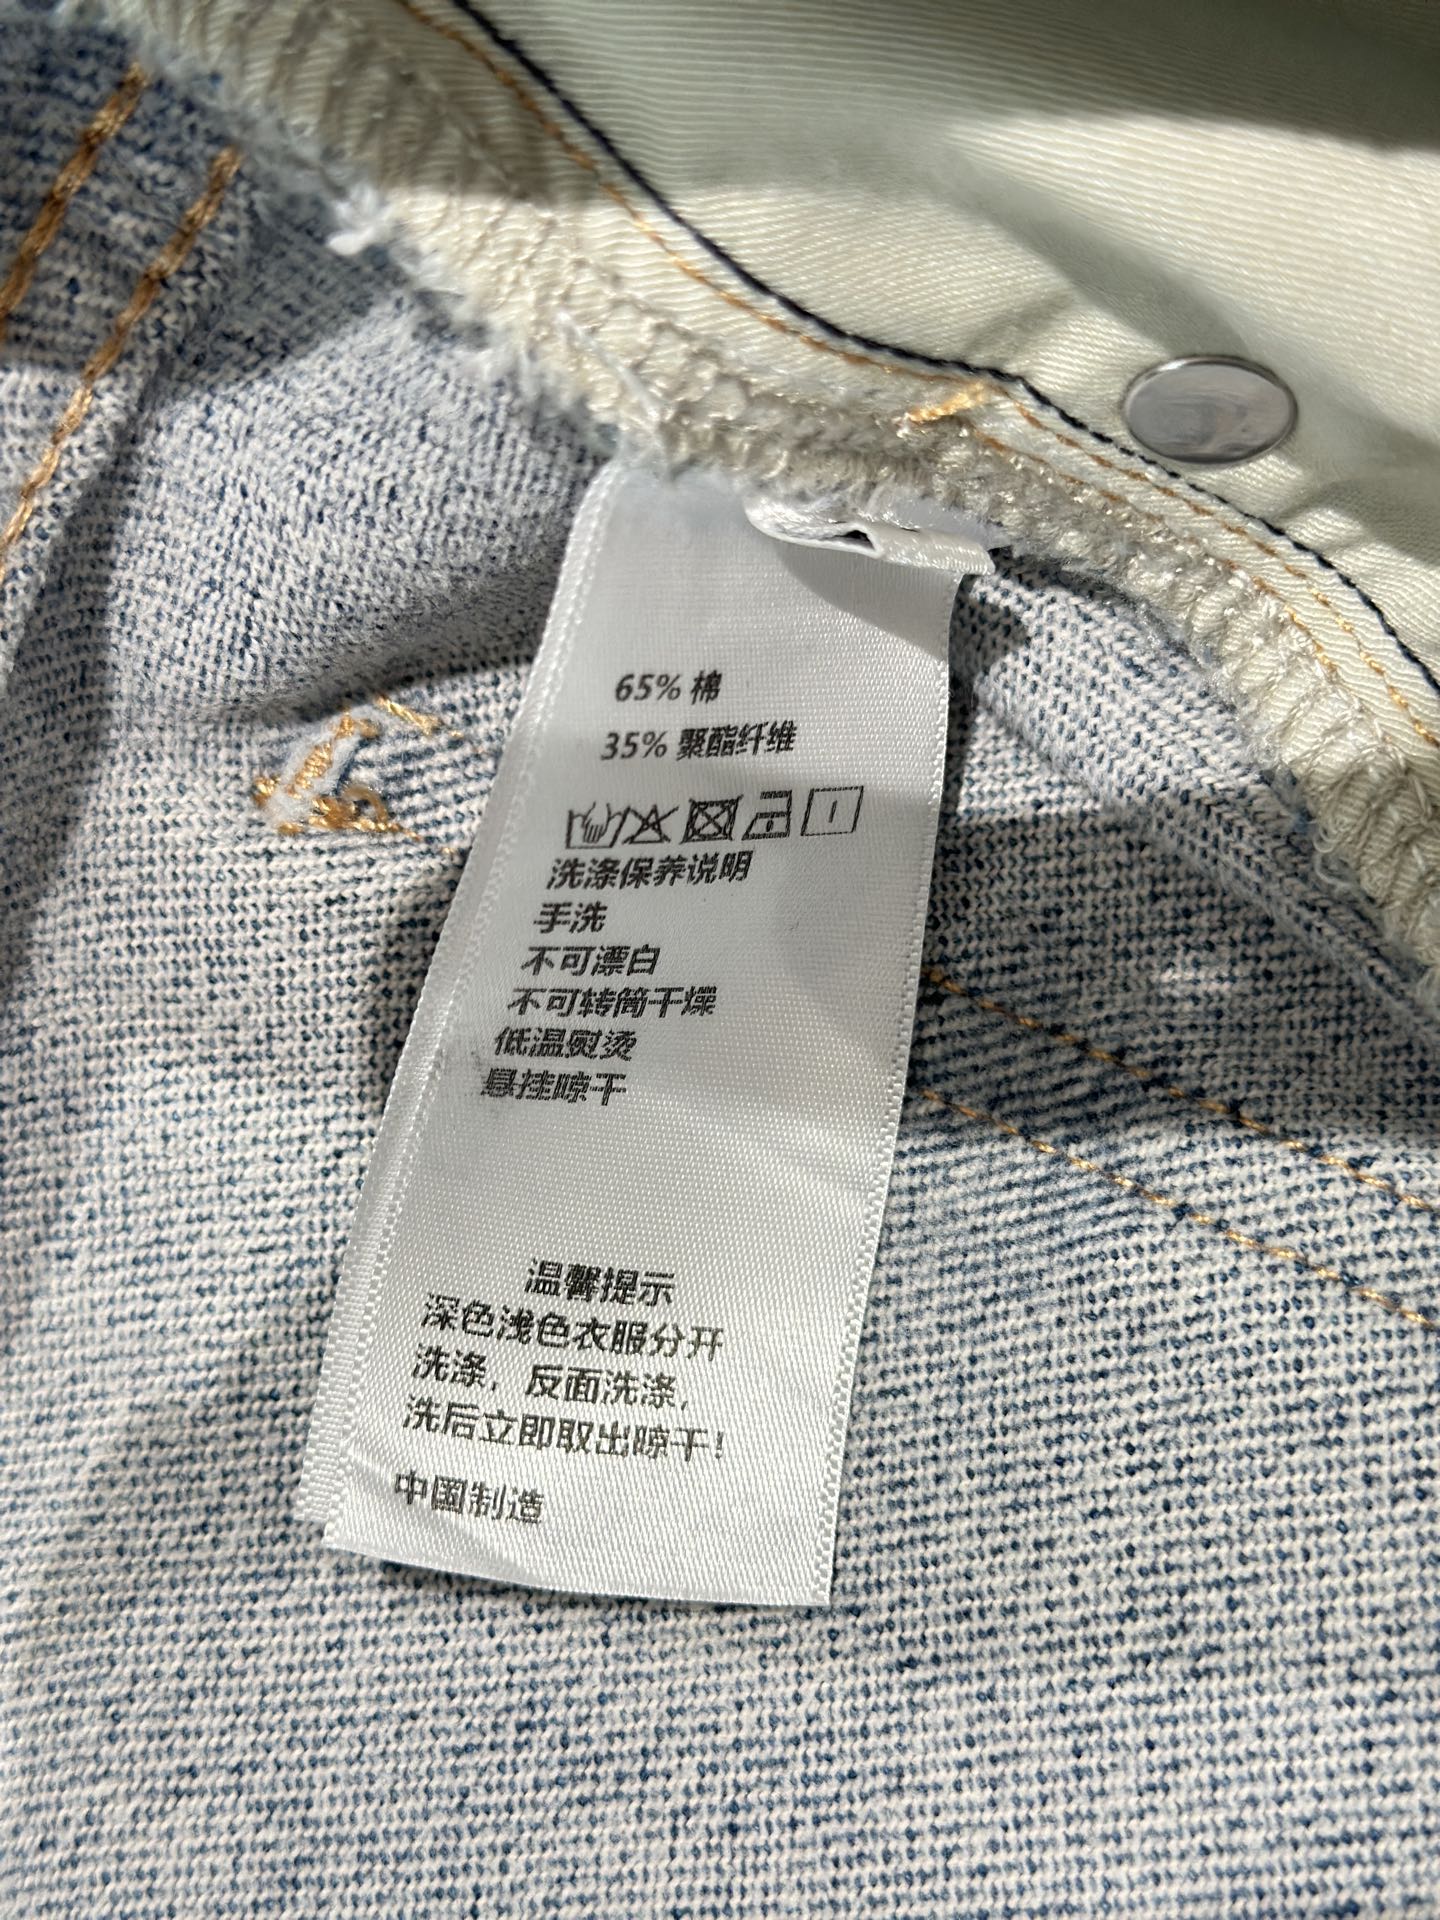 65% 棉
35% 聚酯纤维
洗涤保养说明
手洗
不可漂白
不可转筒干燥
低温熨烫
悬挂晾干
温馨提示
深色浅色衣服分开
洗涤，反面洗涤，
洗后立即取出晾干！
中国制造